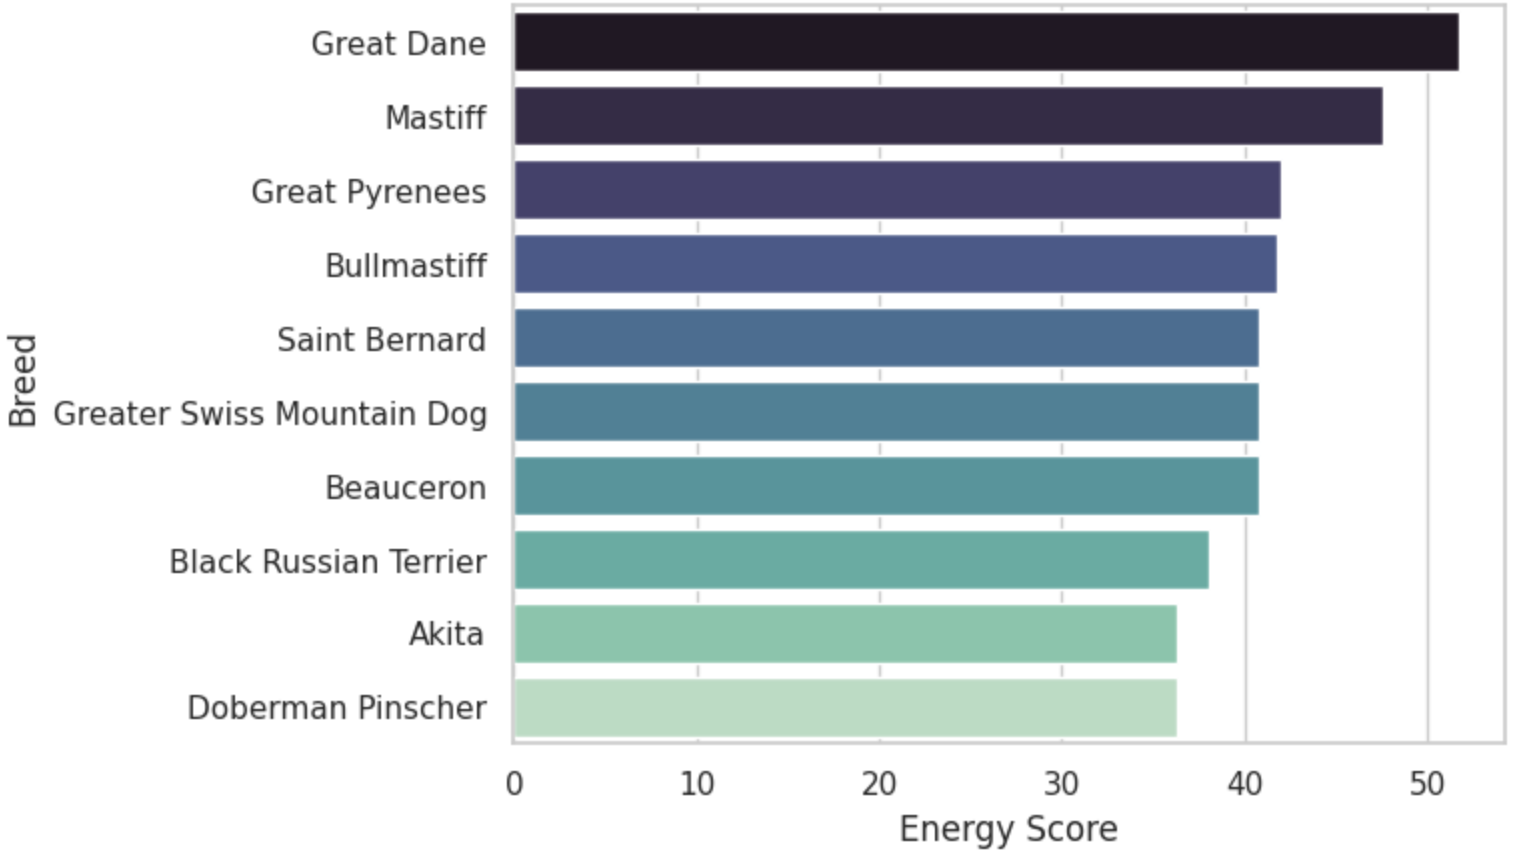 Great Dane
Mastiff
Great Pyrenees
Bullmastiff
Saint Bernard
Greater Swiss Mountain Dog
Beauceron
Black Russian Terrier
Akita
Doberman Pinscher
Breed
0 10 20 30 40 50
Energy Score